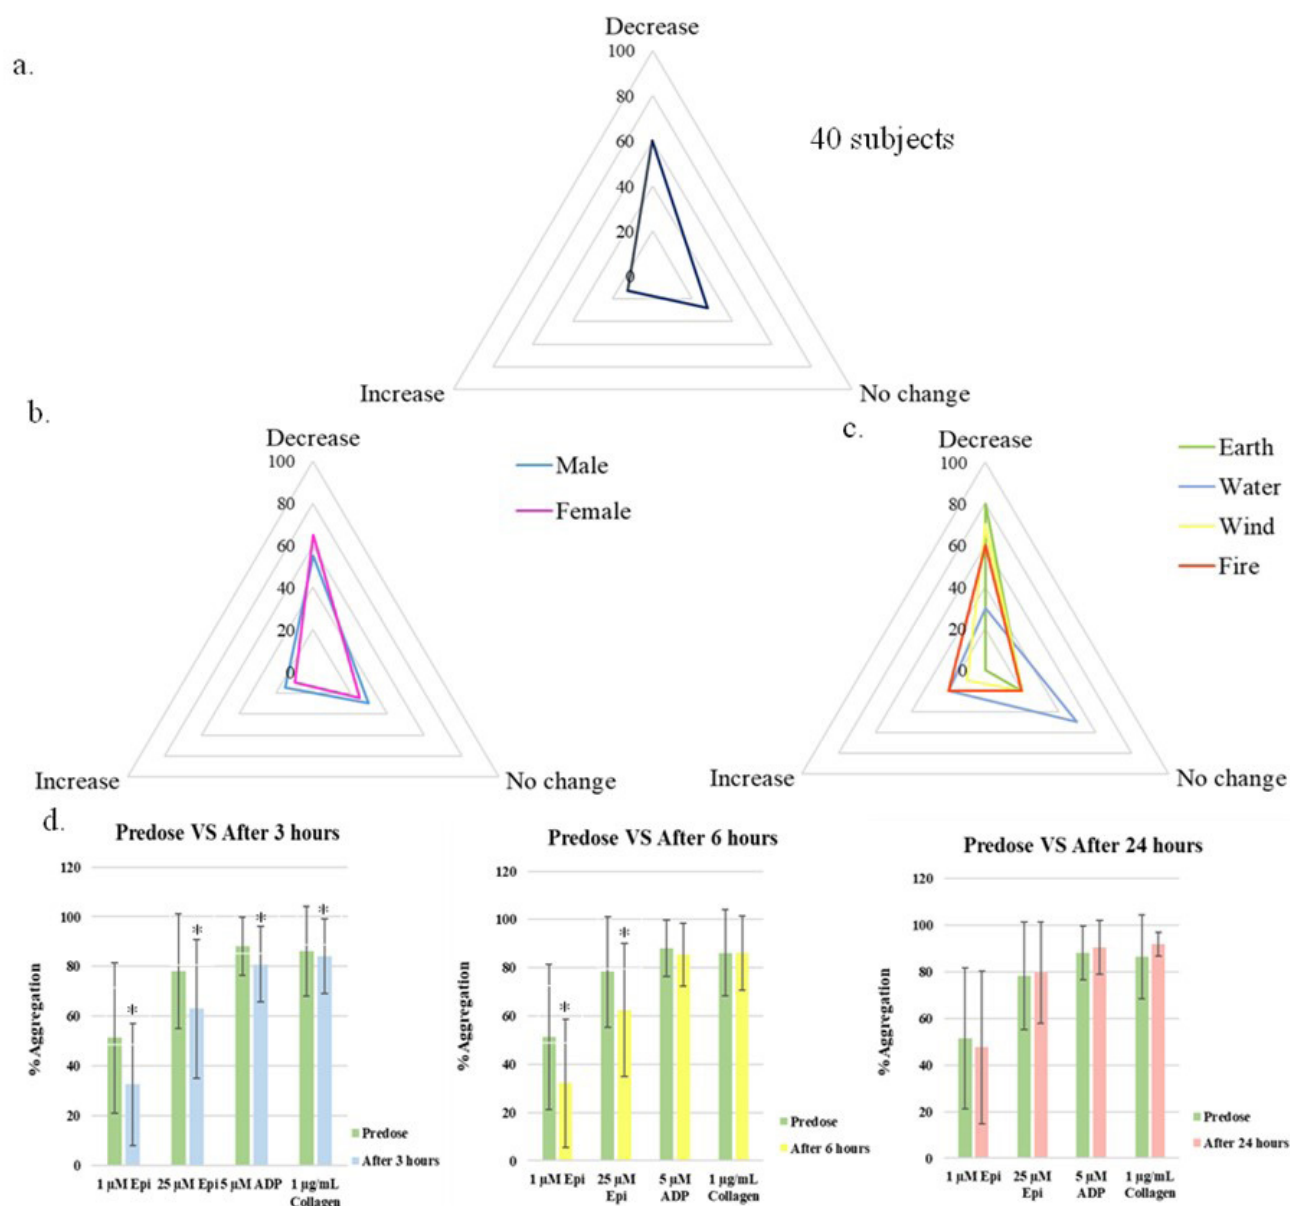 a.
Decrease
100
80
60
40
20
0
40 subjects
Increase
No change
b.
Decrease
100
80
60
40
20
0
Male
Female
Increase
No change
c.
Decrease
100
80
60
40
20
0
Earth
Water
Wind
Fire
Increase
No change
d.
Predose VS After 3 hours
120
100
80
60
40
20
0
%Aggregation
* * * *
Predose
After 3 hours
1 µM Epi 25 µM Epi 5 µM ADP 1 µg/mL
Collagen
Predose VS After 6 hours
120
100
80
60
40
20
0
%Aggregation
* *
Predose
After 6 hours
1 µM Epi 25 µM 5 µM 1 µg/mL
Epi ADP Collagen
Predose VS After 24 hours
120
100
80
60
40
20
0
%Aggregation
Predose
After 24 hours
1 µM Epi 25 µM 5 µM 1 µg/mL
Epi ADP Collagen